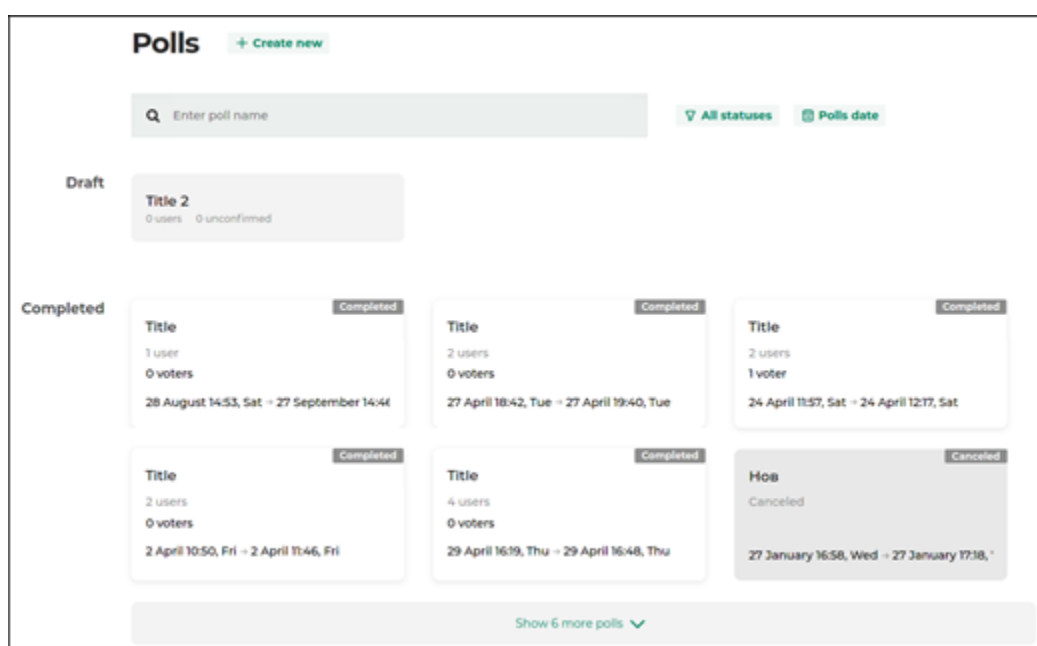 Polls + Create new
Enter poll name All statuses Polls date
Draft
Title 2
0 users 0 unconfirmed
Completed
Completed
Title
1 user
0 voters
28 August 14:53, Sat → 27 September 14:46
Completed
Title
2 users
0 voters
27 April 18:42, Tue → 27 April 19:40, Tue
Completed
Title
2 users
1 voter
24 April 11:57, Sat → 24 April 12:17, Sat
Completed
Title
2 users
0 voters
2 April 10:50, Fri → 2 April 11:46, Fri
Completed
Title
4 users
0 voters
29 April 16:19, Thu → 29 April 16:48, Thu
Canceled
Нов
Canceled
27 January 16:58, Wed → 27 January 17:18,
Show 6 more polls